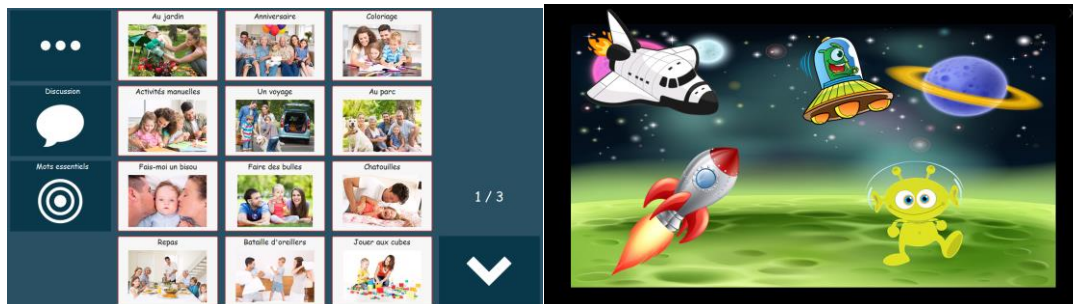 Au jardin
Anniversaire
Coloriage
Discussion
Activités manuelles
Un voyage
Au parc
Mots essentiels
Fais-moi un bisou
Faire des bulles
Chatouilles
1 / 3
Repas
Bataille d'oreillers
Jouer aux cubes